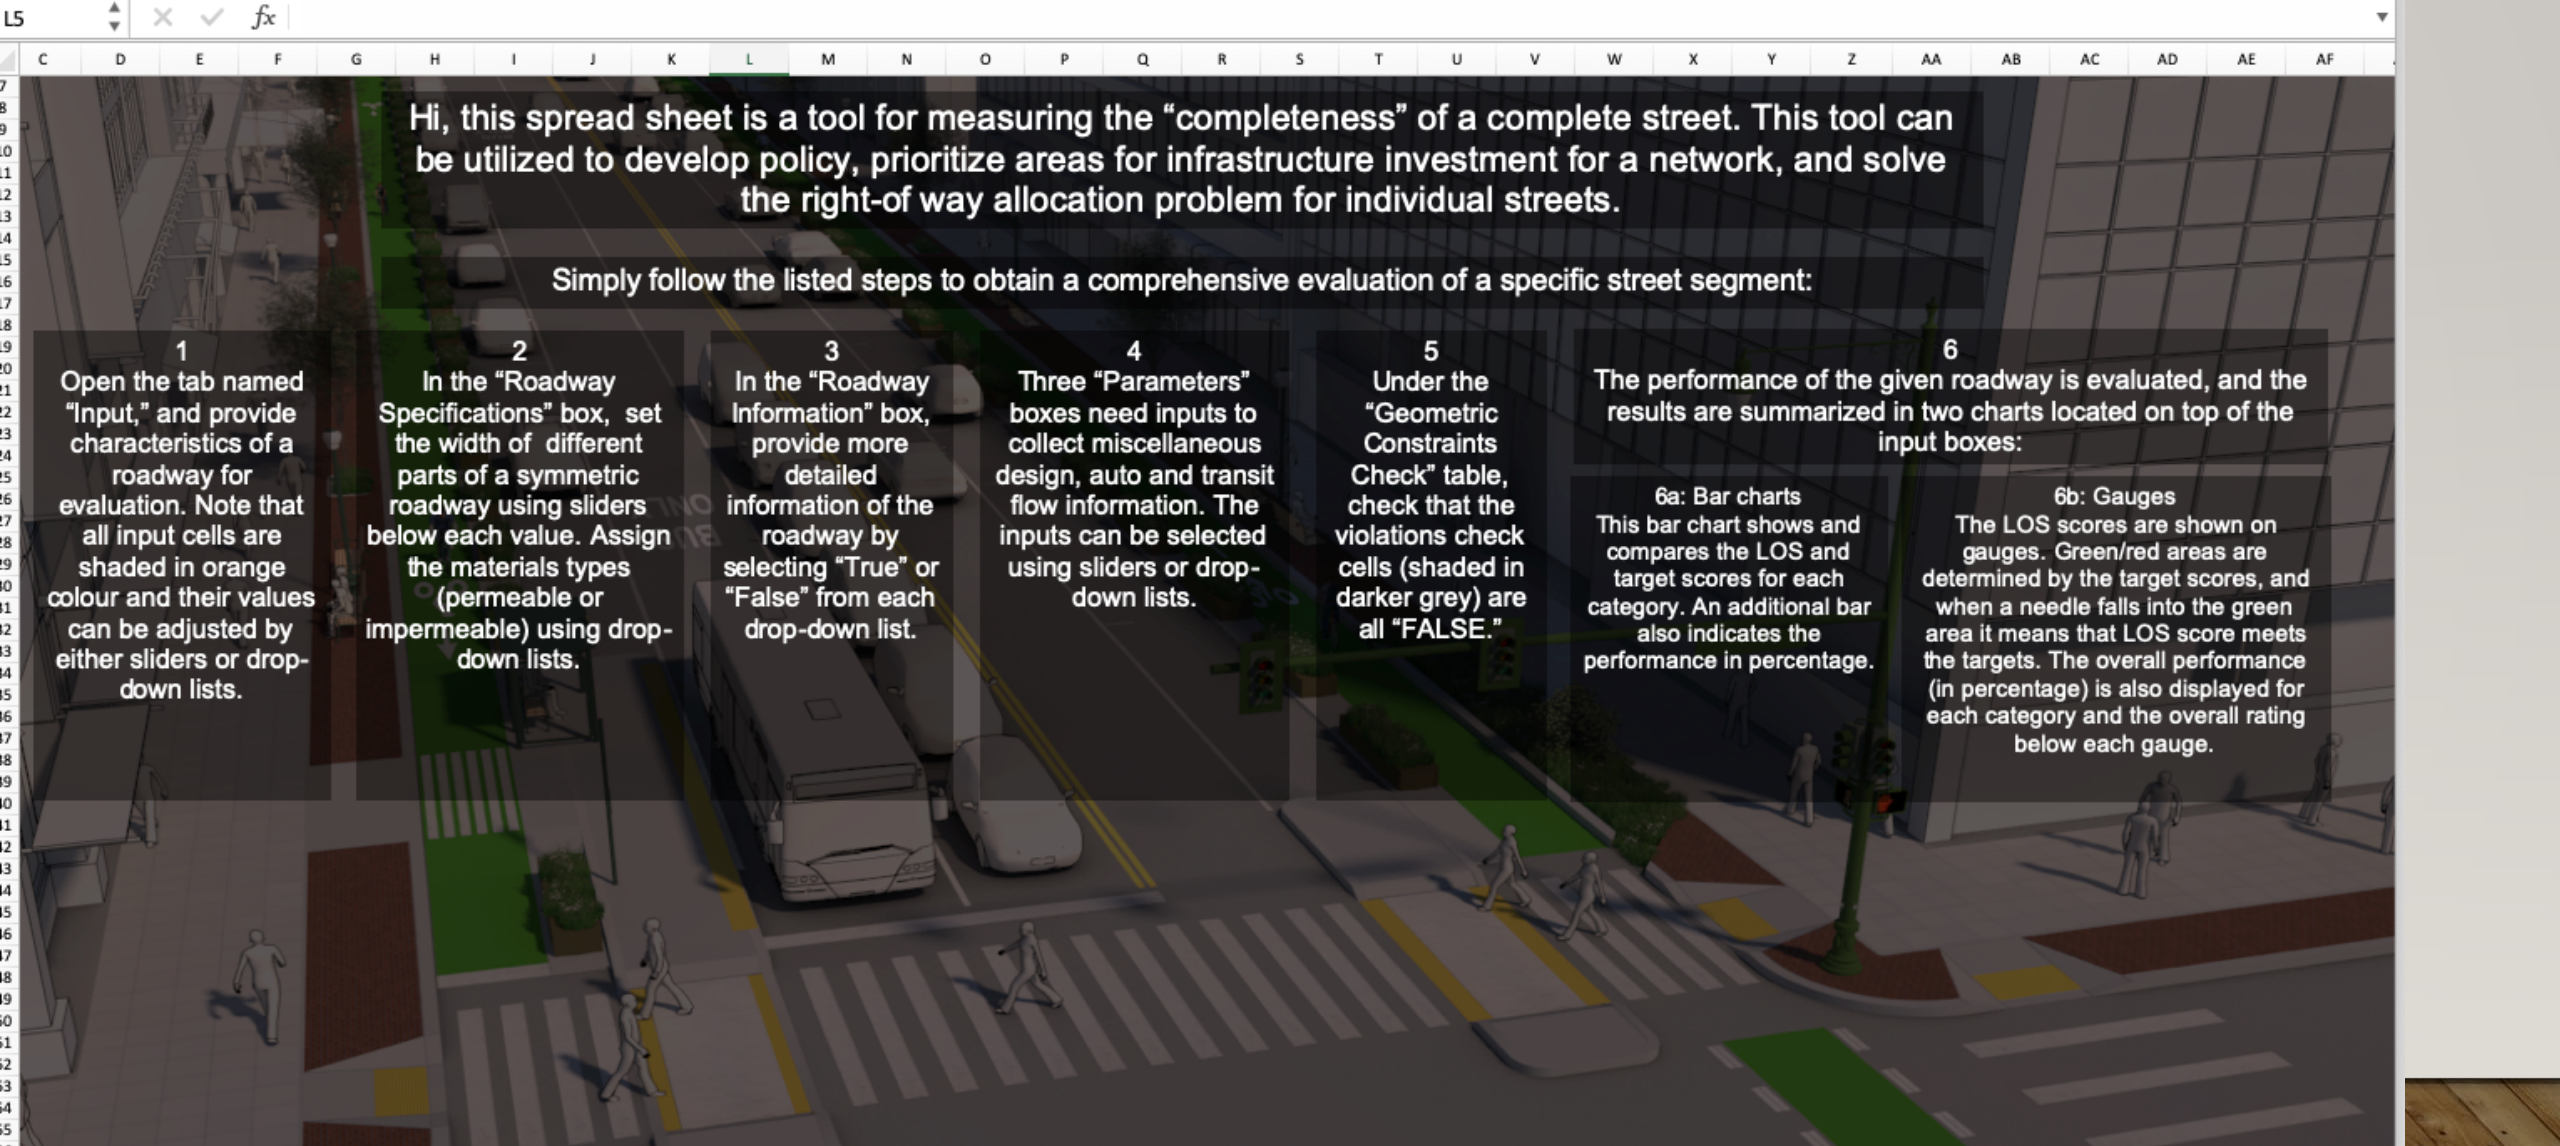 L5
fx
C D E F G H I J K L M N O P Q R S T U V W X Y Z AA AB AC AD AE AF
Hi, this spread sheet is a tool for measuring the “completeness” of a complete street. This tool can
be utilized to develop policy, prioritize areas for infrastructure investment for a network, and solve
the right-of way allocation problem for individual streets.
Simply follow the listed steps to obtain a comprehensive evaluation of a specific street segment:
1
Open the tab named
“Input,” and provide
characteristics of a
roadway for
evaluation. Note that
all input cells are
shaded in orange
colour and their values
can be adjusted by
either sliders or drop-
down lists.
2
In the “Roadway
Specifications” box, set
the width of different
parts of a symmetric
roadway using sliders
below each value. Assign
the materials types
(permeable or
impermeable) using drop-
down lists.
3
In the “Roadway
Information” box,
provide more
detailed
information of the
roadway by
selecting “True” or
“False” from each
drop-down list.
4
Three “Parameters”
boxes need inputs to
collect miscellaneous
design, auto and transit
flow information. The
inputs can be selected
using sliders or drop-
down lists.
5
Under the
“Geometric
Constraints
Check” table,
check that the
violations check
cells (shaded in
darker grey) are
all “FALSE.”
6
The performance of the given roadway is evaluated, and the
results are summarized in two charts located on top of the
input boxes:
6a: Bar charts
This bar chart shows and
compares the LOS and
target scores for each
category. An additional bar
also indicates the
performance in percentage.
6b: Gauges
The LOS scores are shown on
gauges. Green/red areas are
determined by the target scores, and
when a needle falls into the green
area it means that LOS score meets
the targets. The overall performance
(in percentage) is also displayed for
each category and the overall rating
below each gauge.
ONLY
BUS